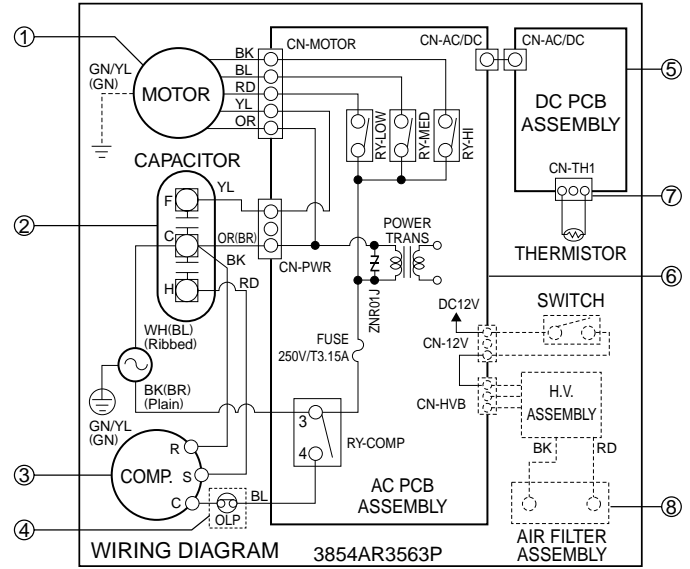 1
2
3
4
5
6
7
8
GN/YL
(GN)
MOTOR
BK
BL
RD
YL
OR
CN-MOTOR
CN-AC/DC
CN-AC/DC
DC PCB
ASSEMBLY
RY-LOW
RY-MED
RY-HI
CN-TH1
THERMISTOR
CAPACITOR
F
C
H
YL
OR(BR)
BK
RD
CN-PWR
POWER
TRANS
ZNR01J
DC12V
CN-12V
SWITCH
FUSE
250V/T3.15A
WH(BL)
(Ribbed)
BK(BR)
(Plain)
GN/YL
(GN)
CN-HVB
H.V.
ASSEMBLY
BK
RD
3
4
RY-COMP
R
S
C
COMP.
OLP
BL
AC PCB
ASSEMBLY
AIR FILTER
ASSEMBLY
WIRING DIAGRAM
3854AR3563P